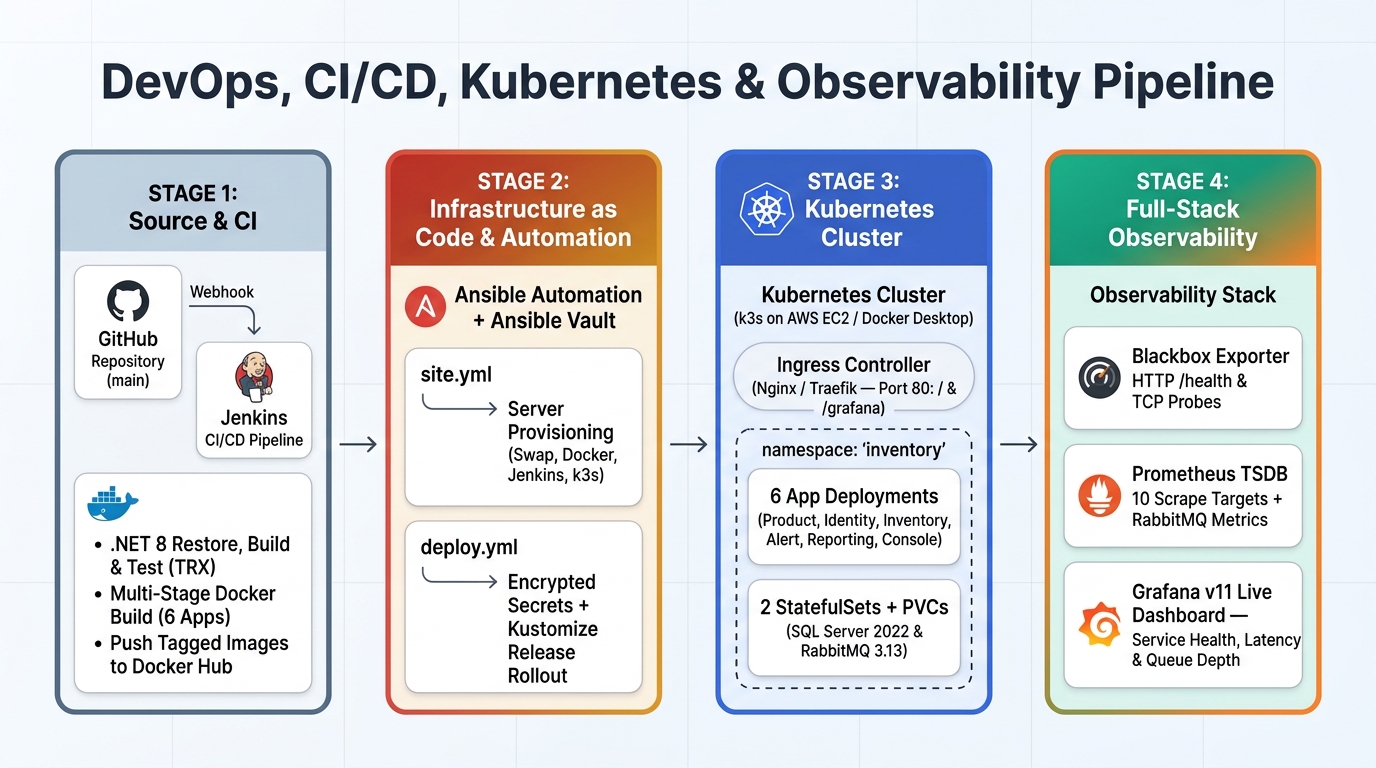 DevOps, CI/CD, Kubernetes & Observability Pipeline
STAGE 1:
Source & CI
GitHub
Repository
(main)
Webhook
Jenkins
CI/CD Pipeline
• .NET 8 Restore, Build
& Test (TRX)
• Multi-Stage Docker
Build (6 Apps)
• Push Tagged Images
to Docker Hub
STAGE 2:
Infrastructure as
Code & Automation
Ansible Automation
+ Ansible Vault
site.yml
Server
Provisioning
(Swap, Docker,
Jenkins, k3s)
deploy.yml
Encrypted
Secrets +
Kustomize
Release
Rollout
STAGE 3:
Kubernetes
Cluster
Kubernetes Cluster
(k3s on AWS EC2 / Docker Desktop)
Ingress Controller
(Nginx / Traefik — Port 80: / &
/grafana)
namespace: ‘inventory’
6 App Deployments
(Product, Identity, Inventory,
Alert, Reporting, Console)
2 StatefulSets + PVCs
(SQL Server 2022 &
RabbitMQ 3.13)
STAGE 4:
Full-Stack
Observability
Observability Stack
Blackbox Exporter
HTTP /health &
TCP Probes
Prometheus TSDB
10 Scrape Targets +
RabbitMQ Metrics
Grafana v11 Live
Dashboard —
Service Health, Latency
& Queue Depth